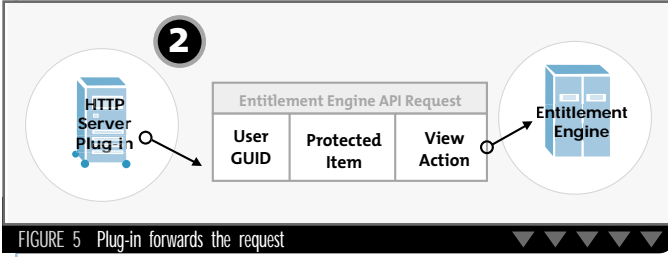 2
HTTP
Server
Plug-in
Entitlement Engine API Request
User
GUID
Protected
Item
View
Action
Entitlement
Engine
FIGURE 5 Plug-in forwards the request